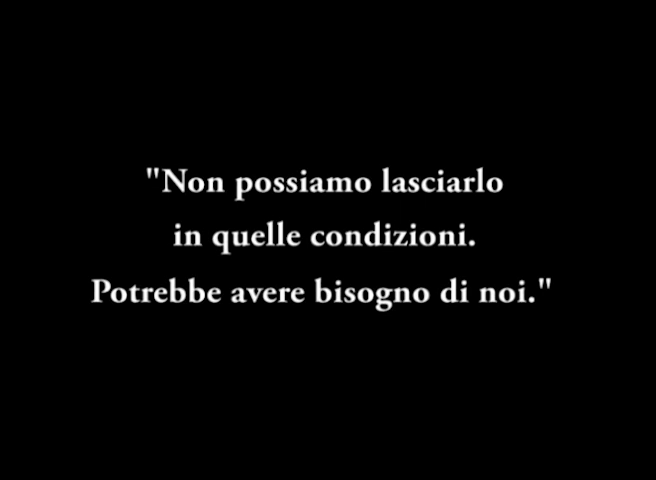 "Non possiamo lasciarlo
in quelle condizioni.
Potrebbe avere bisogno di noi."